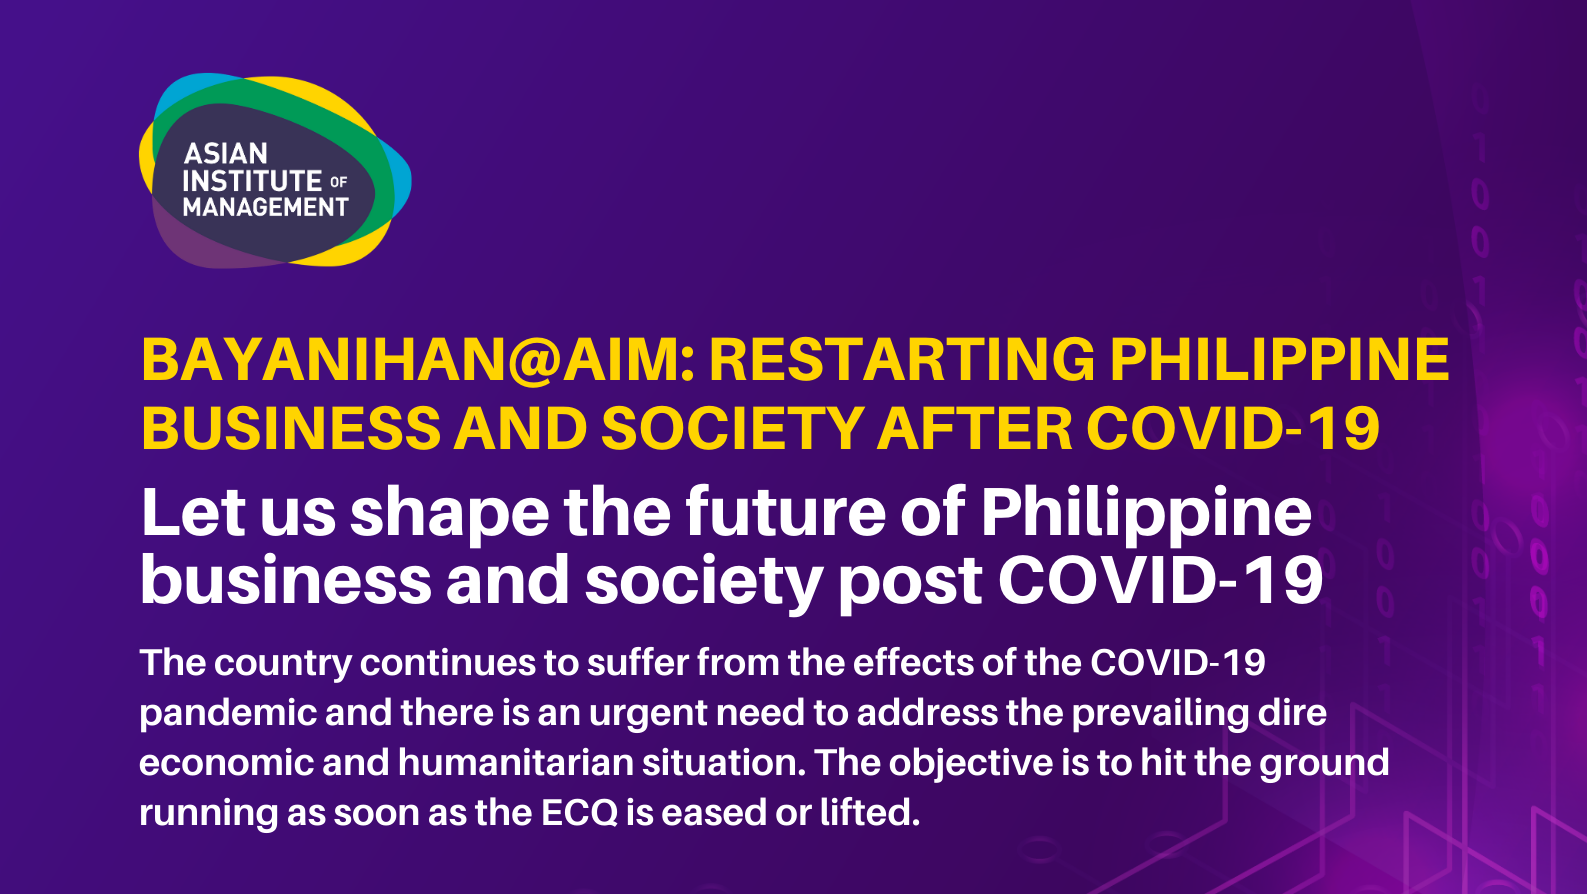 ASIAN
INSTITUTE OF
MANAGEMENT
BAYANIHAN@AIM: RESTARTING PHILIPPINE
BUSINESS AND SOCIETY AFTER COVID-19
Let us shape the future of Philippine
business and society post COVID-19
The country continues to suffer from the effects of the COVID-19
pandemic and there is an urgent need to address the prevailing dire
economic and humanitarian situation. The objective is to hit the ground
running as soon as the ECQ is eased or lifted.